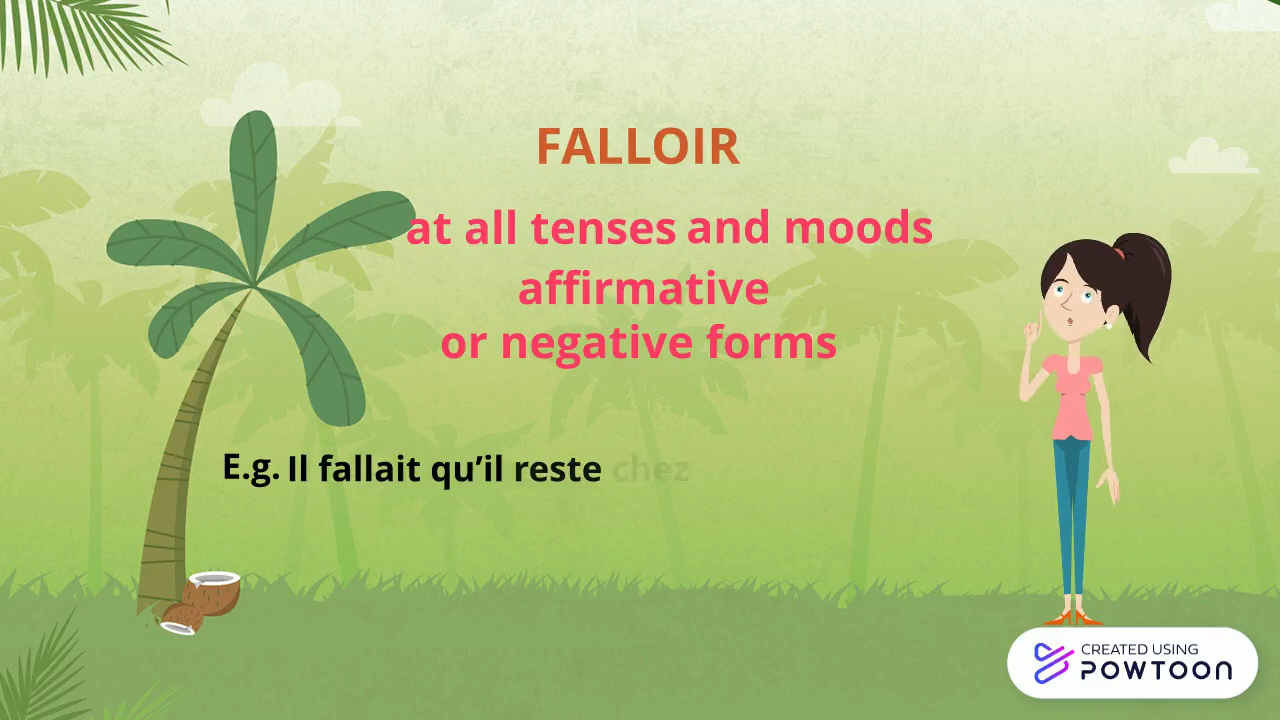 FALLOIR
at all tenses and moods
affirmative
or negative forms
E.g. Il fallait qu’il reste chez
CREATED USING
POWTOON